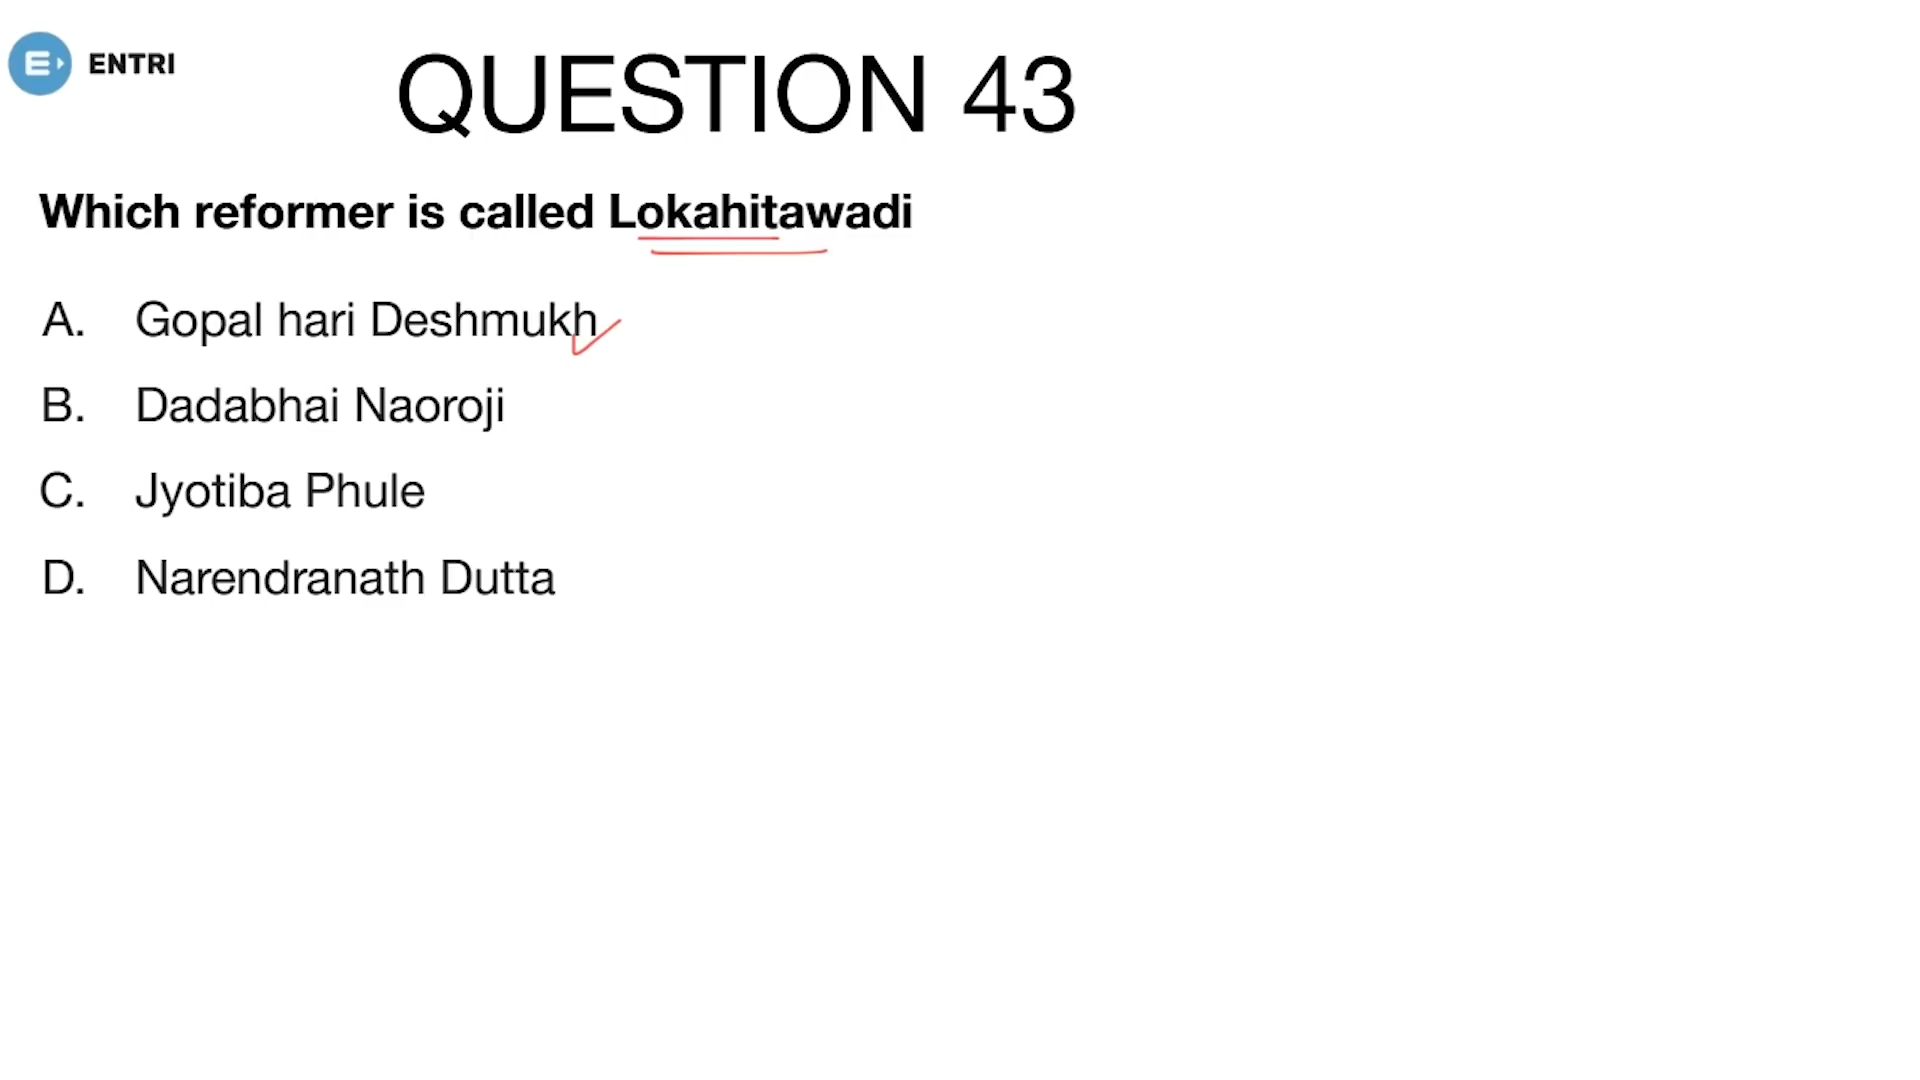 ENTRI
QUESTION 43
Which reformer is called Lokahitawadi
A. Gopal hari Deshmukh
B. Dadabhai Naoroji
C. Jyotiba Phule
D. Narendranath Dutta